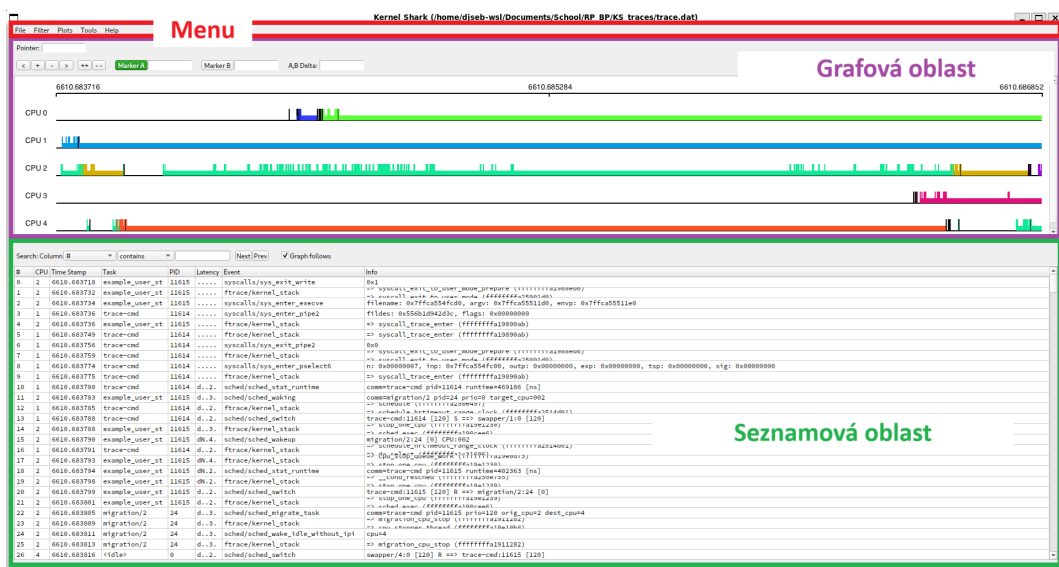 Kernel Shark (/home/djseb-wsl/Documents/School/RP_BP/KS_traces/trace.dat)
File Filter Plots Tools Help
Menu
Pointer:
< + - > ++ -- Marker A Marker B A,B Delta:
Grafová oblast
6610.683716 6610.685284 6610.686852
CPU 0
CPU 1
CPU 2
CPU 3
CPU 4
Search: Column # contains Next Prev Graph follows
# CPU Time Stamp Task PID Latency Event Info
0 2 6610.683718 example_user_st 11615 ..... syscalls/sys_exit_write 0x1
1 2 6610.683732 example_user_st 11615 ..... ftrace/kernel_stack
2 2 6610.683734 example_user_st 11615 ..... syscalls/sys_enter_execve filename: 0x7ffca554fcd0, argv: 0x7ffca55511d0, envp: 0x7ffca55511e0
3 1 6610.683736 trace-cmd 11614 ..... syscalls/sys_enter_pipe2 fildes: 0x556b1d942d3c, flags: 0x00000000
4 2 6610.683736 example_user_st 11615 ..... ftrace/kernel_stack => syscall_trace_enter (ffffffffa19890ab)
5 1 6610.683749 trace-cmd 11614 ..... ftrace/kernel_stack => syscall_trace_enter (ffffffffa19890ab)
6 1 6610.683756 trace-cmd 11614 ..... syscalls/sys_exit_pipe2 0x0
7 1 6610.683759 trace-cmd 11614 ..... ftrace/kernel_stack
8 1 6610.683774 trace-cmd 11614 ..... syscalls/sys_enter_pselect6 n: 0x00000007, inp: 0x7ffca554fc00, outp: 0x00000000, exp: 0x00000000, tsp: 0x00000000, sig: 0x00000000
9 1 6610.683775 trace-cmd 11614 ..... ftrace/kernel_stack => syscall_trace_enter (ffffffffa19890ab)
10 1 6610.683780 trace-cmd 11614 d..2. sched/sched_stat_runtime comm=trace-cmd pid=11614 runtime=469186 [ns]
11 2 6610.683783 example_user_st 11615 d..3. sched/sched_waking comm=migration/2 pid=24 prio=0 target_cpu=002
12 1 6610.683785 trace-cmd 11614 d..2. ftrace/kernel_stack
13 1 6610.683788 trace-cmd 11614 d..2. sched/sched_switch trace-cmd:11614 [120] S ==> swapper/1:0 [120]
14 2 6610.683788 example_user_st 11615 d..3. ftrace/kernel_stack
15 2 6610.683790 example_user_st 11615 dN.4. sched/sched_wakeup migration/2:24 [0] CPU:002
16 1 6610.683791 trace-cmd 11614 d..2. ftrace/kernel_stack
17 2 6610.683793 example_user_st 11615 dN.4. ftrace/kernel_stack
18 2 6610.683794 example_user_st 11615 dN.2. sched/sched_stat_runtime comm=trace-cmd pid=11615 runtime=402363 [ns]
19 2 6610.683798 example_user_st 11615 dN.2. ftrace/kernel_stack
20 2 6610.683799 example_user_st 11615 d..2. sched/sched_switch trace-cmd:11615 [120] R ==> migration/2:24 [0]
21 2 6610.683801 example_user_st 11615 d..2. ftrace/kernel_stack
22 2 6610.683805 migration/2 24 d..3. sched/sched_migrate_task comm=trace-cmd pid=11615 prio=120 orig_cpu=2 dest_cpu=4
23 2 6610.683809 migration/2 24 d..3. ftrace/kernel_stack
24 2 6610.683811 migration/2 24 d..3. sched/sched_wake_idle_without_ipi cpu=4
25 2 6610.683813 migration/2 24 d..3. ftrace/kernel_stack => migration_cpu_stop (ffffffffa1911282)
26 4 6610.683816 <idle> 0 d..2. sched/sched_switch swapper/4:0 [120] R ==> trace-cmd:11615 [120]
Seznamová oblast